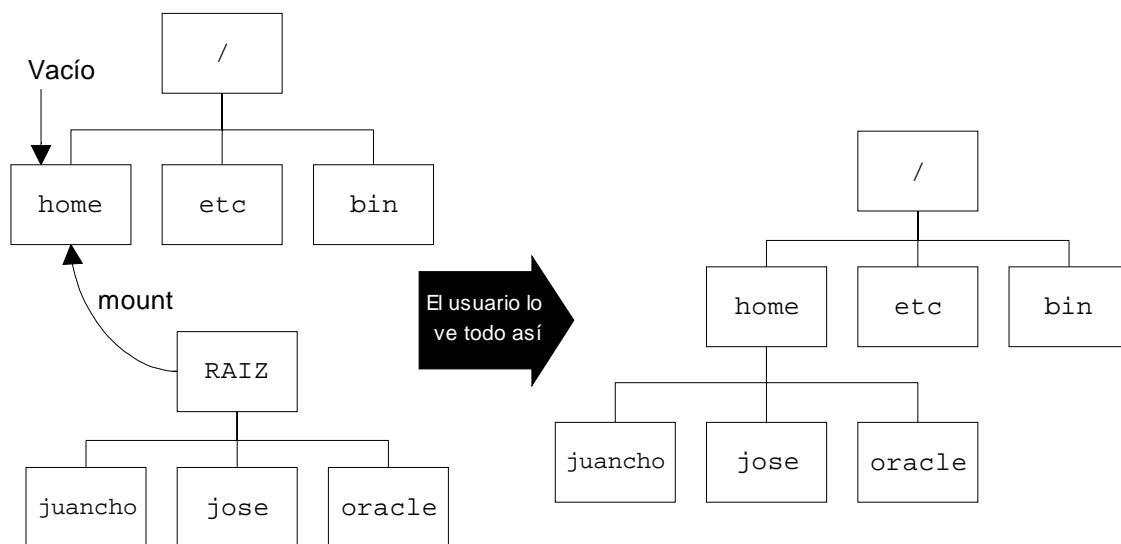 /
Vacío
home
etc
bin
mount
RAIZ
juancho
jose
oracle
El usuario lo
ve todo así
/
home
etc
bin
juancho
jose
oracle